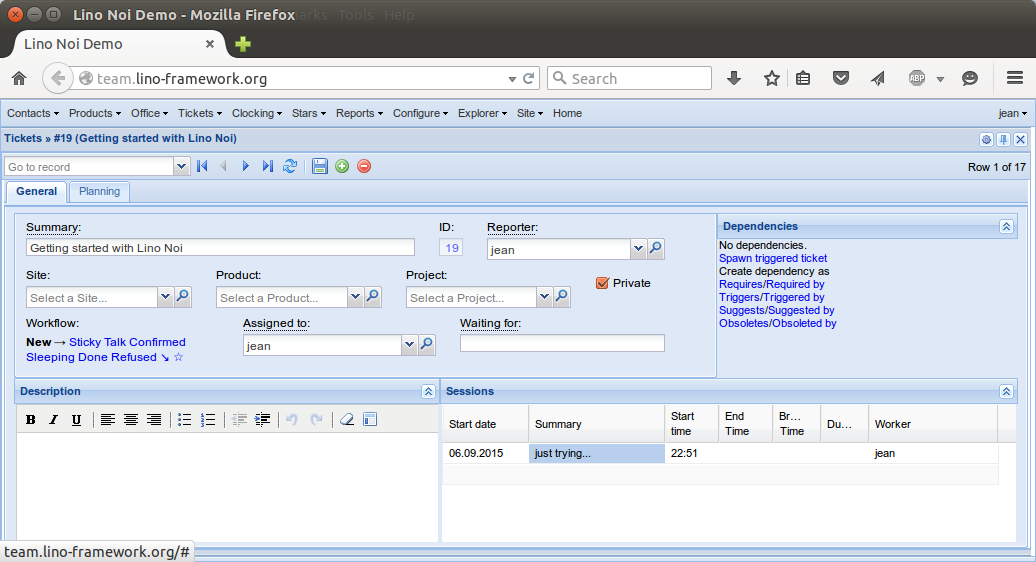 Lino Noi Demo - Mozilla Firefox
Tools Help
Lino Noi Demo
team.lino-framework.org
Search
ABP
Contacts Products Office Tickets Clocking Stars Reports Configure Explorer Site Home jean
Tickets » #19 (Getting started with Lino Noi)
Go to record
Row 1 of 17
General Planning
Summary: ID: Reporter:
Getting started with Lino Noi 19 jean
Site: Product: Project:
Select a Site... Select a Product... Select a Project... Private
Workflow: Assigned to: Waiting for:
New → Sticky Talk Confirmed
Sleeping Done Refused ↘ ☆
jean
Dependencies
No dependencies.
Spawn triggered ticket
Create dependency as
Requires/Required by
Triggers/Triggered by
Suggests/Suggested by
Obsoletes/Obsoleted by
Description
B I U
Sessions
Start date Summary Start time End Time Br... Time Du... Worker
06.09.2015 just trying... 22:51 jean
team.lino-framework.org/#